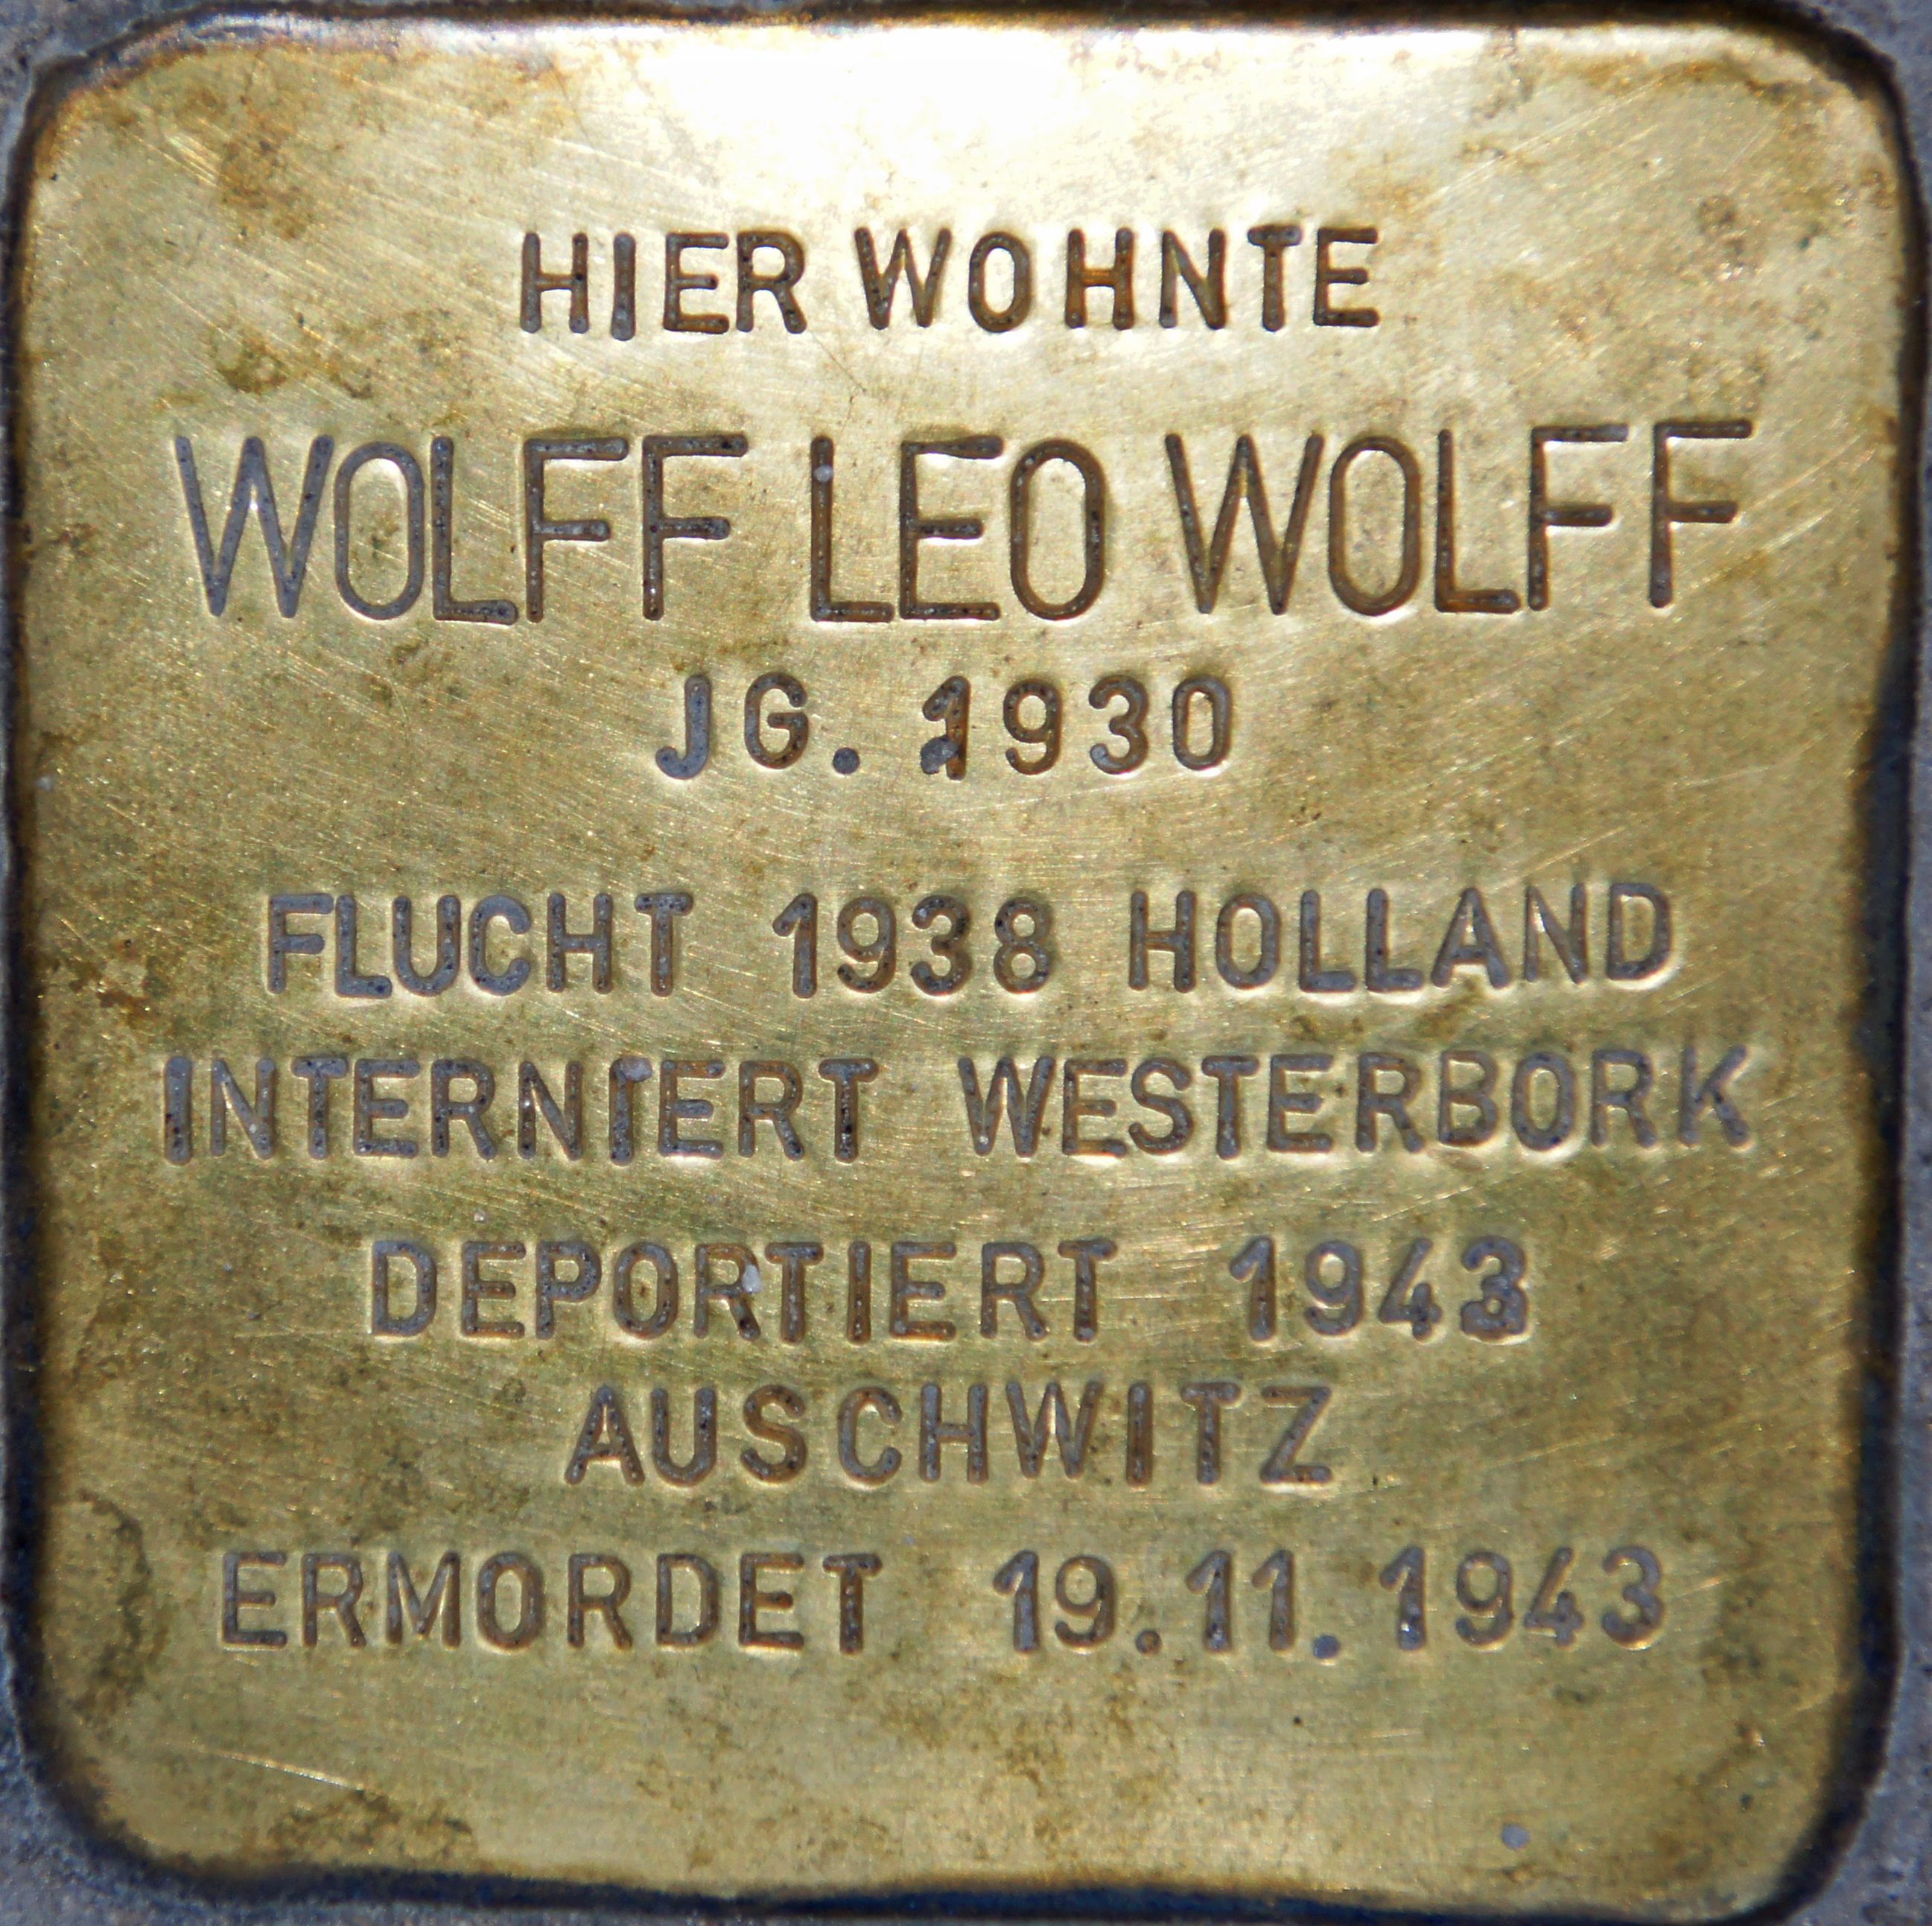 HIER WOHNTE
WOLFF LEO WOLFF
JG. 1930
FLUCHT 1938 HOLLAND
INTERNIERT WESTERBORK
DEPORTIERT 1943
AUSCHWITZ
ERMORDET 19.11.1943